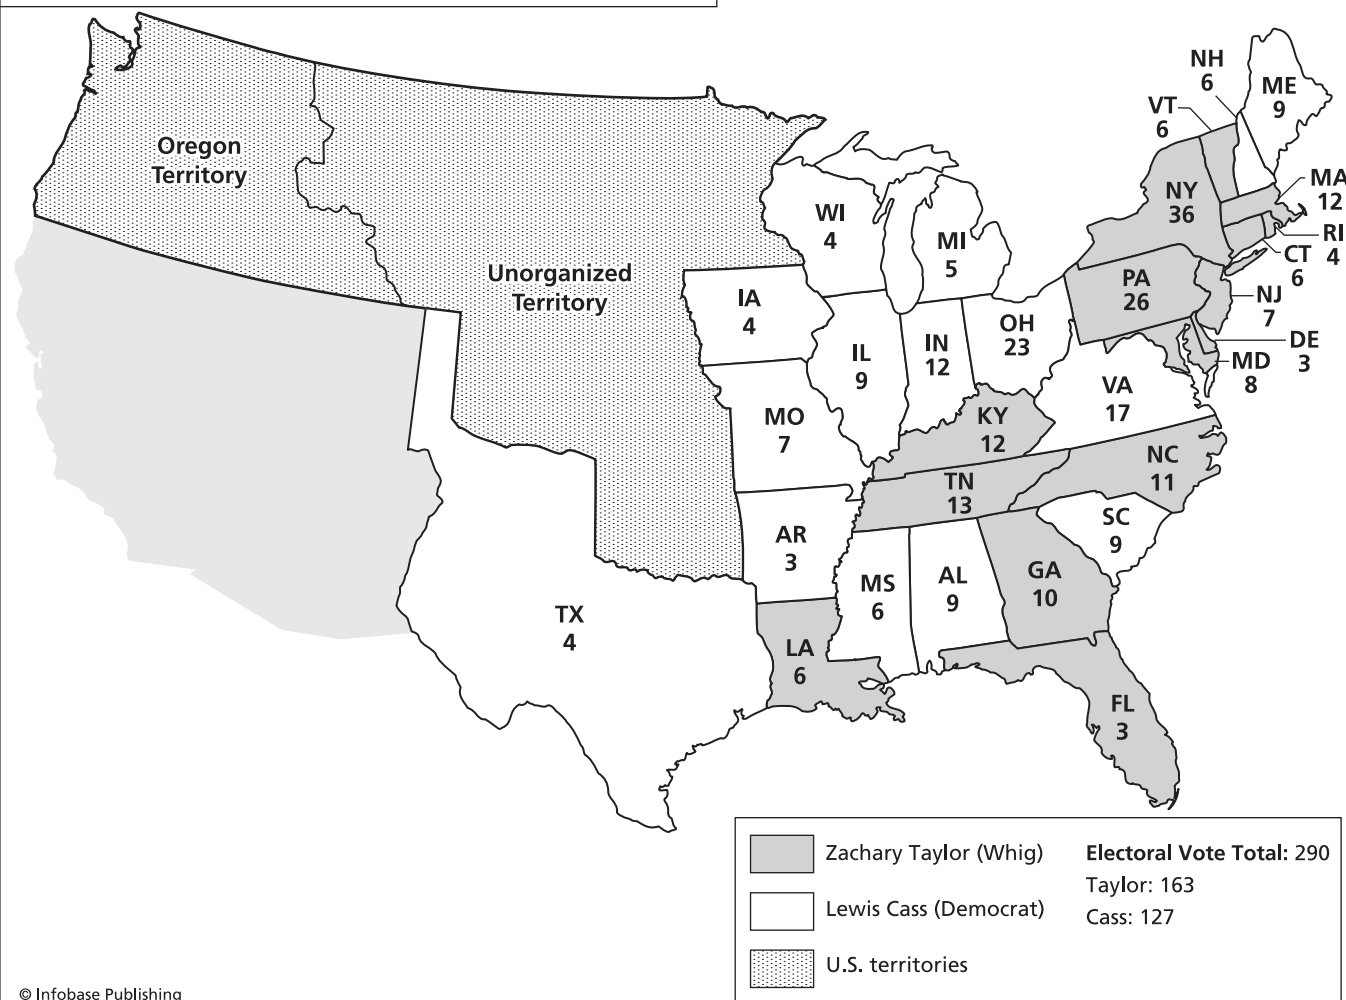 NH
6
ME
9
VT
6
Oregon
Territory
MA
12
NY
36
WI
4
RI
4
MI
5
CT
6
Unorganized
Territory
PA
26
IA
4
NJ
7
OH
23
IN
12
DE
3
IL
9
MD
8
VA
17
MO
7
KY
12
NC
11
TN
13
SC
9
AR
3
GA
10
AL
9
MS
6
TX
4
LA
6
FL
3
Zachary Taylor (Whig)
Lewis Cass (Democrat)
U.S. territories
Electoral Vote Total: 290
Taylor: 163
Cass: 127
© Infobase Publishing